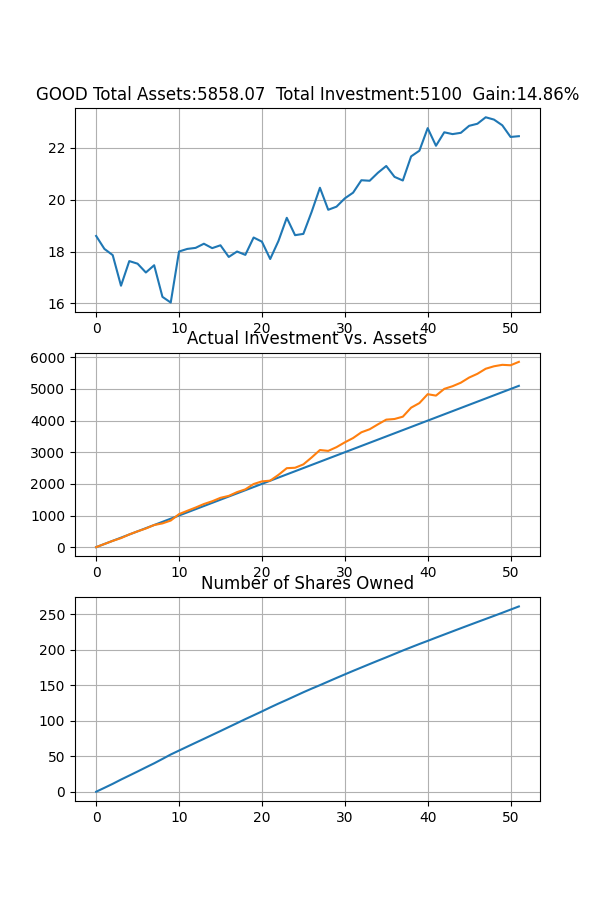 GOOD Total Assets:5858.07 Total Investment:5100 Gain:14.86%
22
20
18
16
0 10 20 30 40 50
Actual Investment vs. Assets
6000
5000
4000
3000
2000
1000
0
0 10 20 30 40 50
Number of Shares Owned
250
200
150
100
50
0
0 10 20 30 40 50